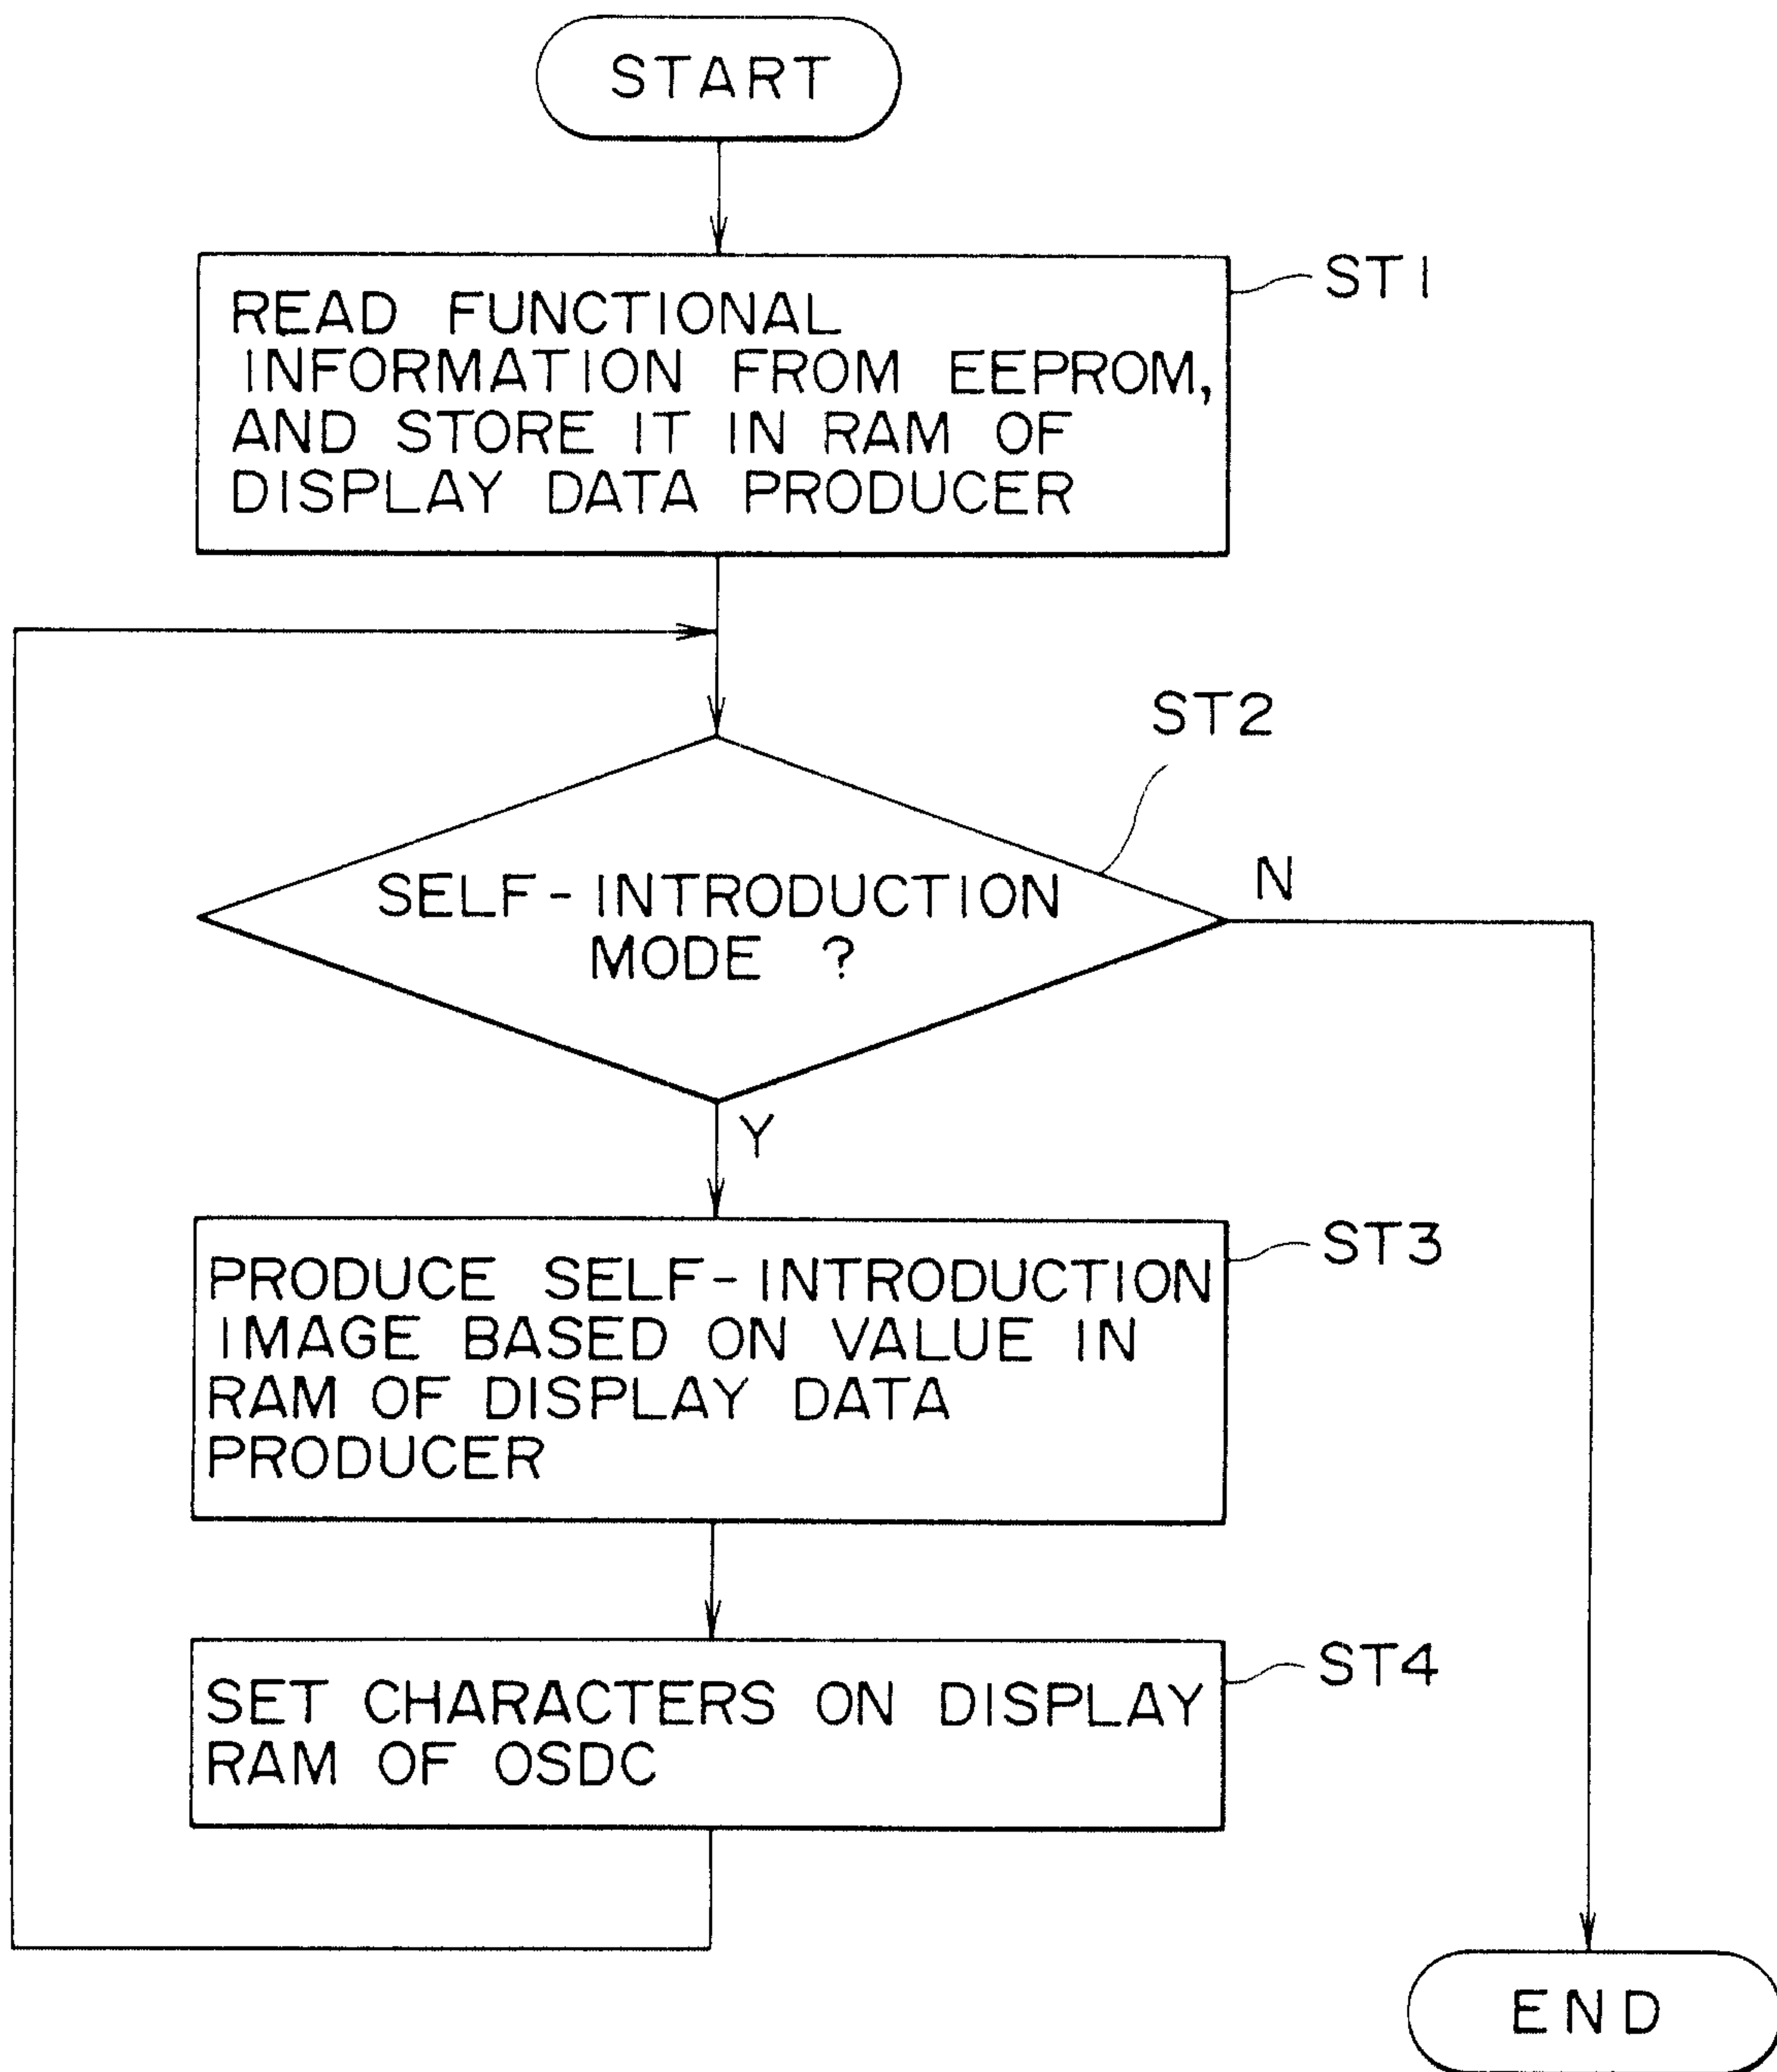 START
READ FUNCTIONAL
INFORMATION FROM EEPROM,
AND STORE IT IN RAM OF
DISPLAY DATA PRODUCER
ST1
ST2
SELF-INTRODUCTION
MODE ?
N
Y
PRODUCE SELF-INTRODUCTION
IMAGE BASED ON VALUE IN
RAM OF DISPLAY DATA
PRODUCER
ST3
SET CHARACTERS ON DISPLAY
RAM OF OSDC
ST4
END